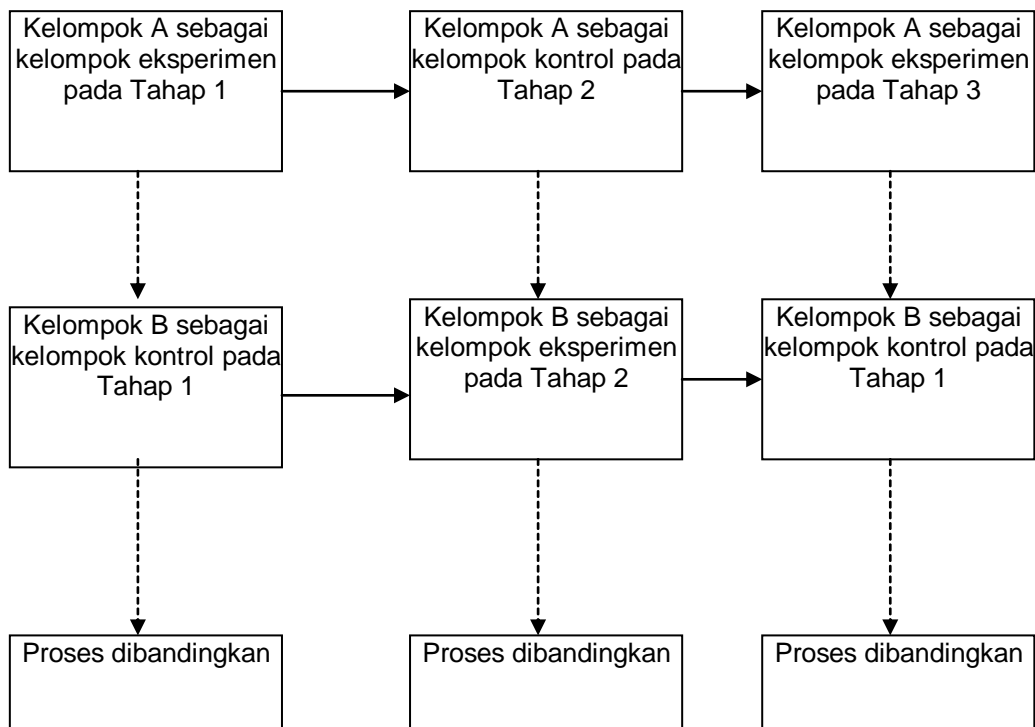 Kelompok A sebagai
kelompok eksperimen
pada Tahap 1
Kelompok A sebagai
kelompok kontrol pada
Tahap 2
Kelompok A sebagai
kelompok eksperimen
pada Tahap 3
Kelompok B sebagai
kelompok kontrol pada
Tahap 1
Kelompok B sebagai
kelompok eksperimen
pada Tahap 2
Kelompok B sebagai
kelompok kontrol pada
Tahap 1
Proses dibandingkan
Proses dibandingkan
Proses dibandingkan